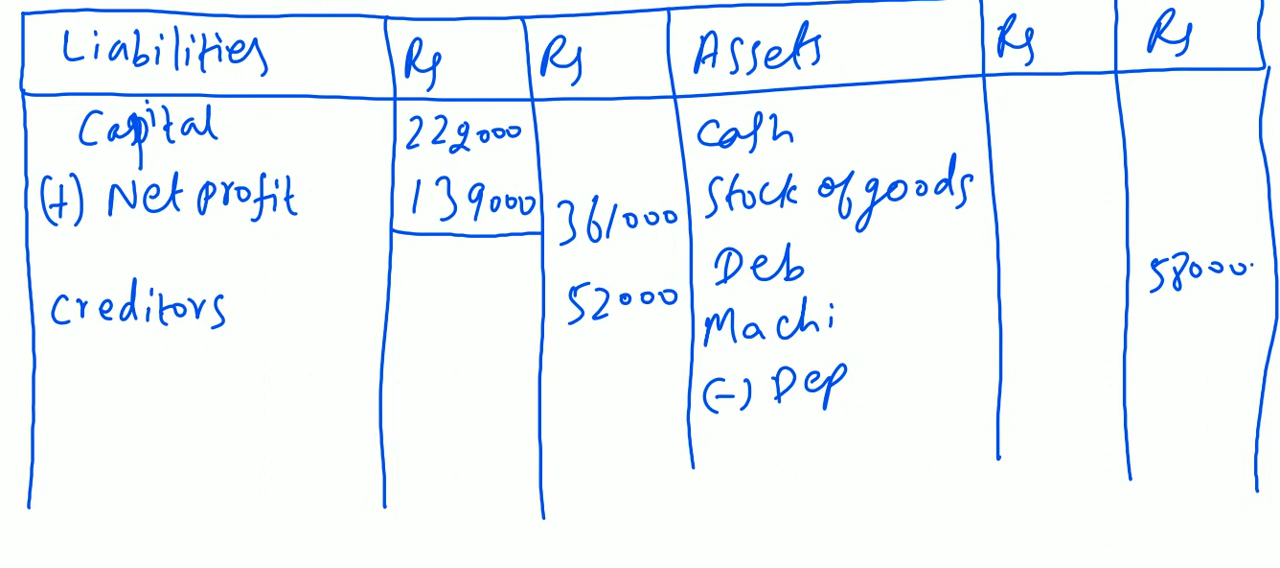 Liabilities Rs Rs Assets Rs Rs
Capital 222000 Cash
(+) Net profit 139000 361000 Stock of goods
Deb 58000
Creditors 52000 Machi
(-) Dep